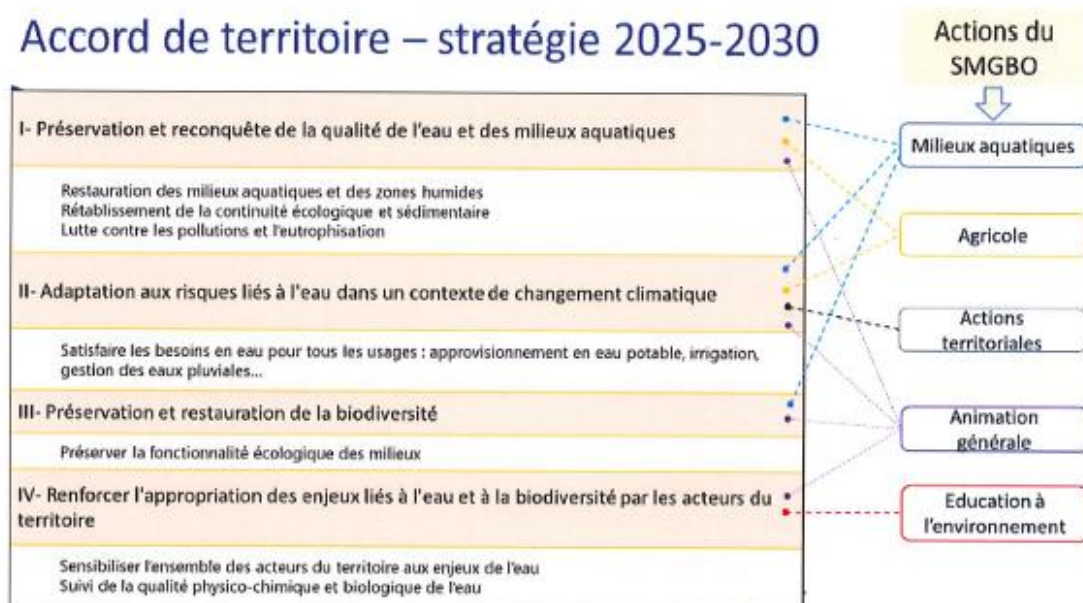 Accord de territoire – stratégie 2025-2030
Actions du
SMGBO
I- Préservation et reconquête de la qualité de l'eau et des milieux aquatiques
Restauration des milieux aquatiques et des zones humides
Rétablissement de la continuité écologique et sédimentaire
Lutte contre les pollutions et l'eutrophisation
II- Adaptation aux risques liés à l'eau dans un contexte de changement climatique
Satisfaire les besoins en eau pour tous les usages : approvisionnement en eau potable, irrigation,
gestion des eaux pluviales...
III- Préservation et restauration de la biodiversité
Préserver la fonctionnalité écologique des milieux
IV- Renforcer l'appropriation des enjeux liés à l'eau et à la biodiversité par les acteurs du
territoire
Sensibiliser l'ensemble des acteurs du territoire aux enjeux de l'eau
Suivi de la qualité physico-chimique et biologique de l'eau
Milieux aquatiques
Agricole
Actions
territoriales
Animation
générale
Education à
l'environnement